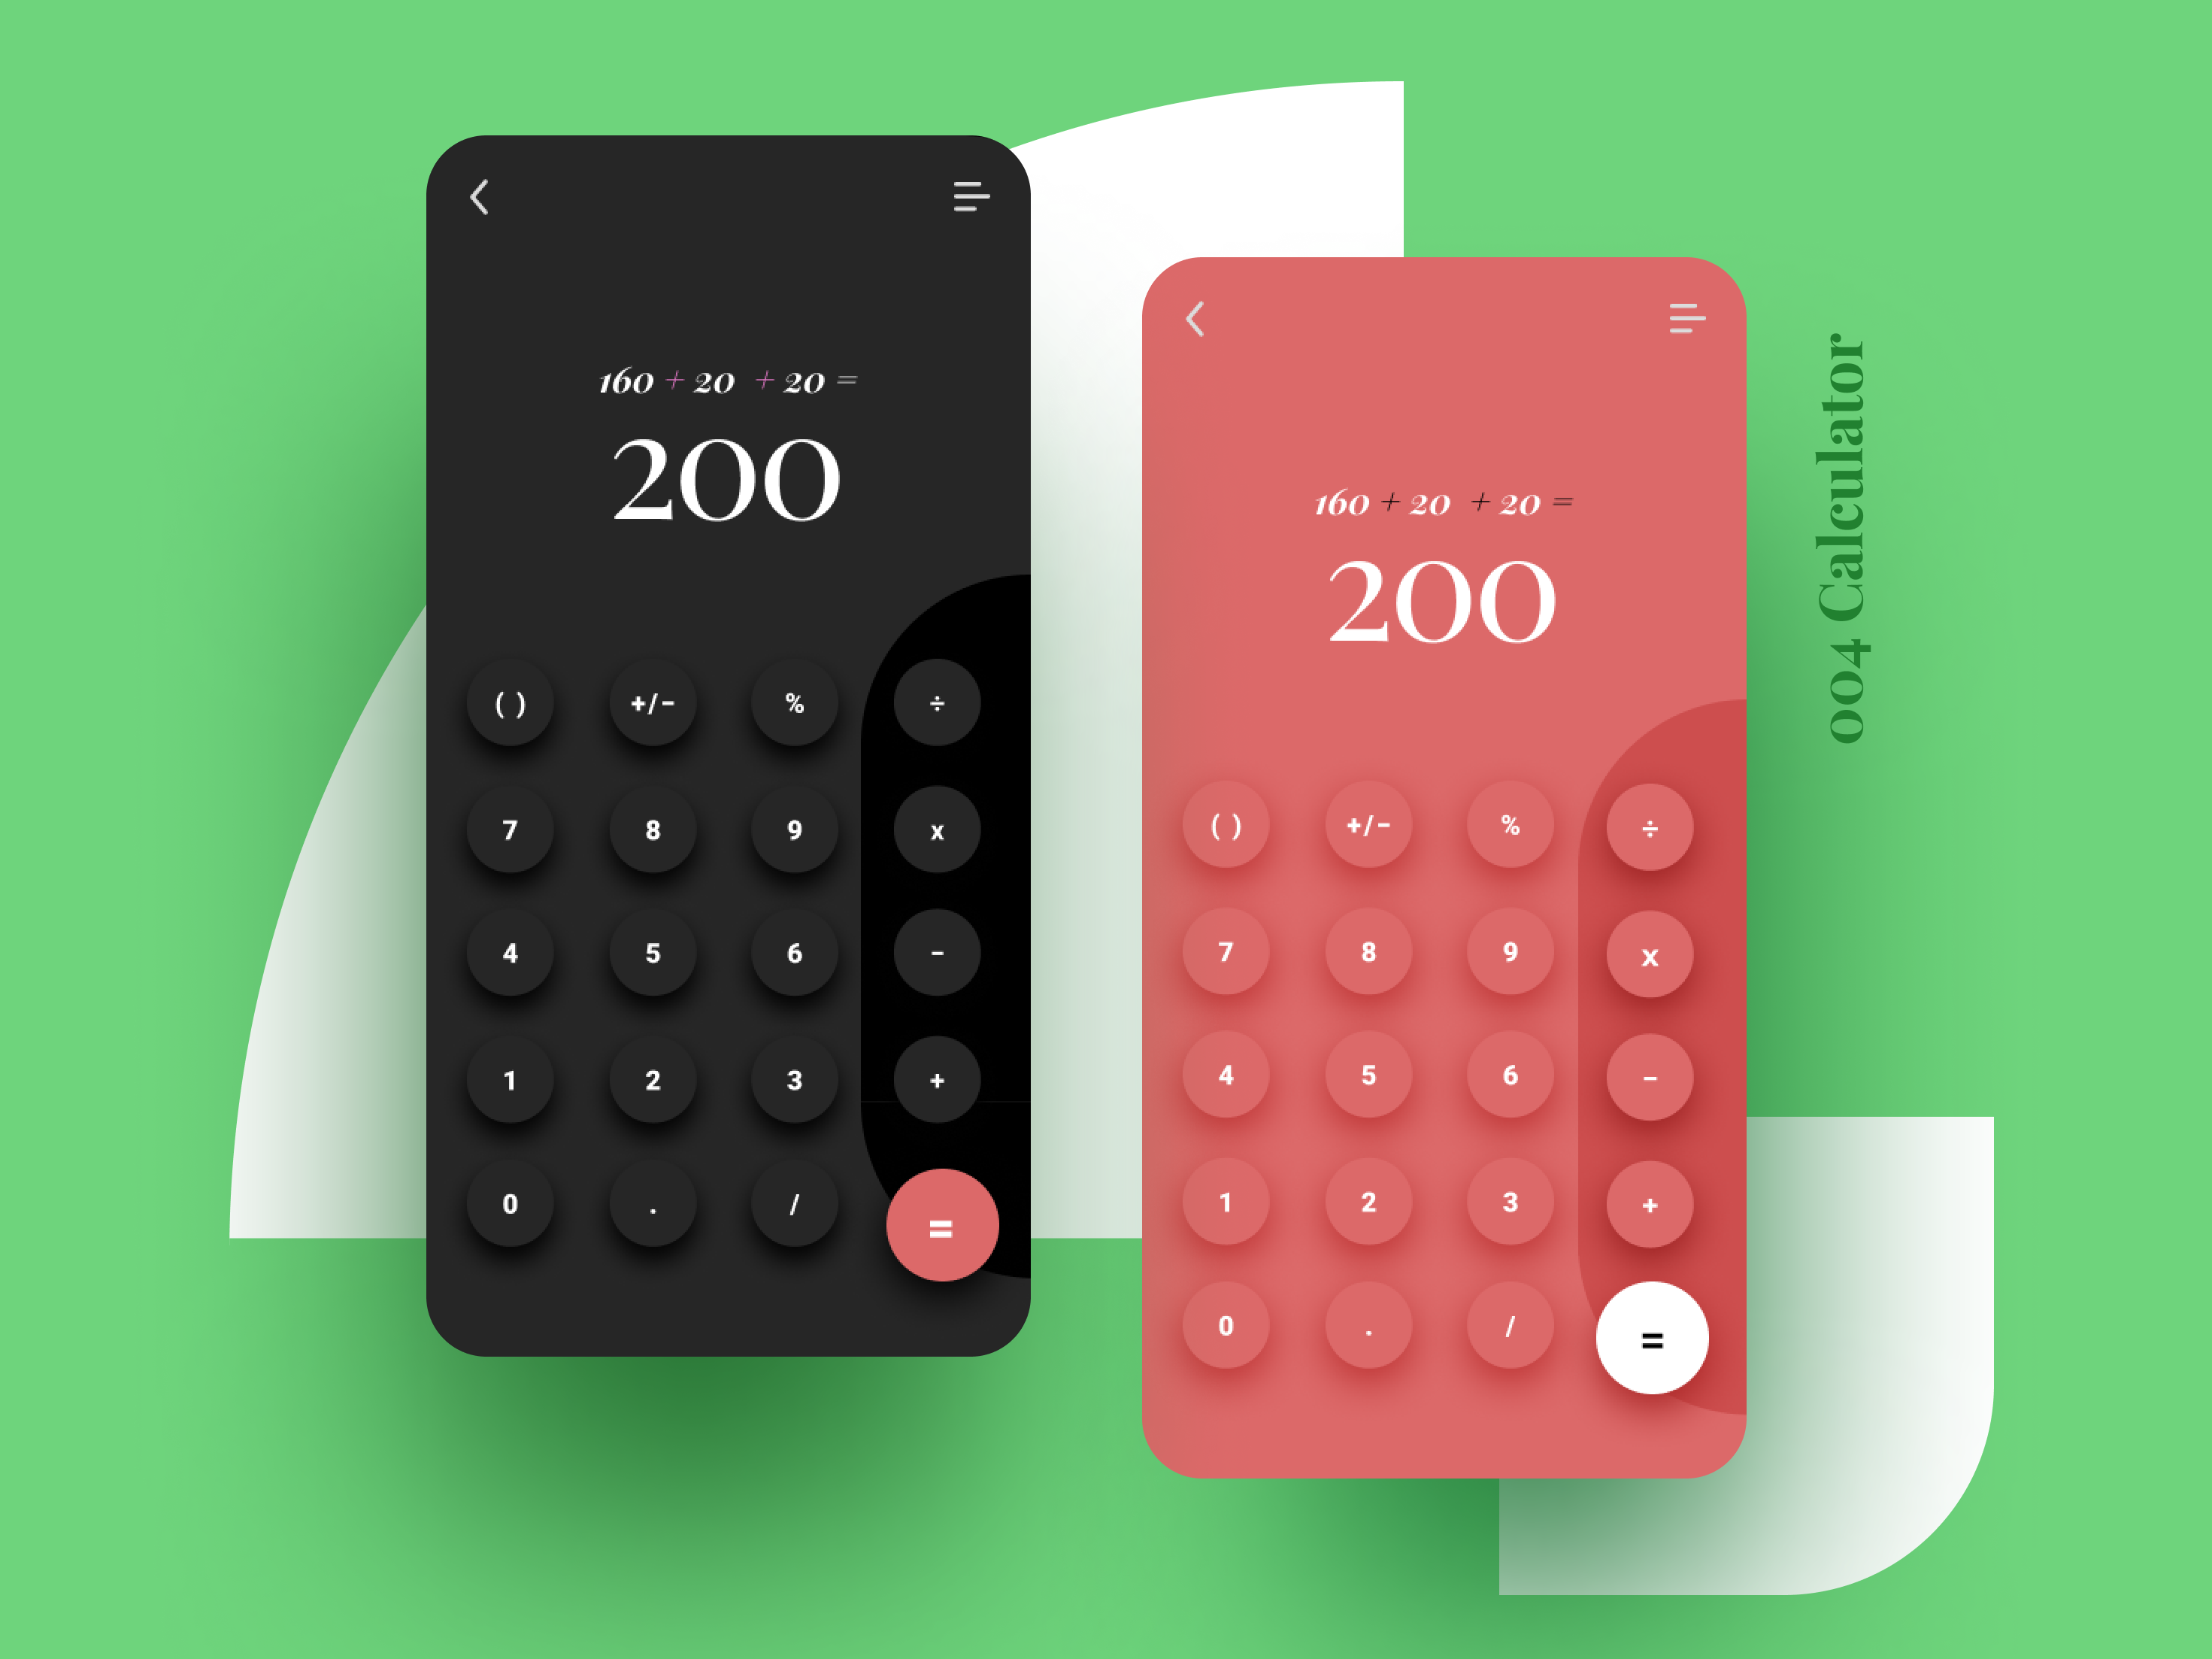 160 + 20 + 20 =
200
( ) +/− % ÷
7 8 9 x
4 5 6 −
1 2 3 +
0 . / =
160 + 20 + 20 =
200
( ) +/− % ÷
7 8 9 x
4 5 6 −
1 2 3 +
0 . / =
004 Calculator